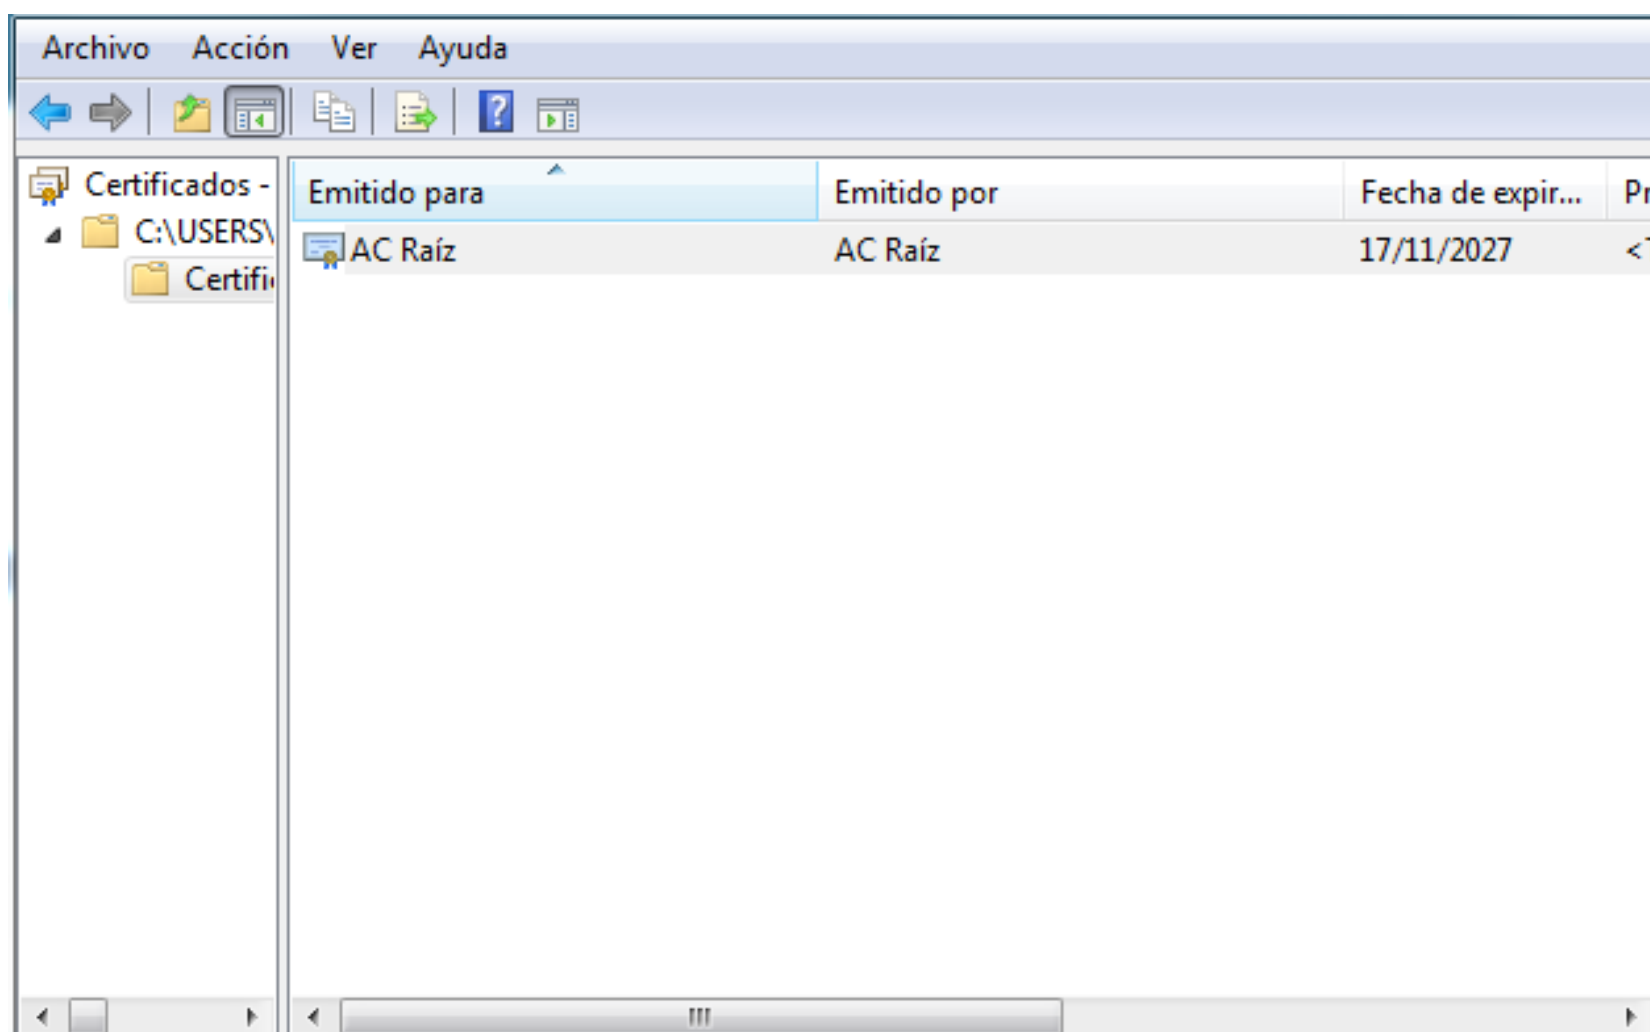 Archivo Acción Ver Ayuda
Certificados -
C:\USERS\
Certifi
Emitido para Emitido por Fecha de expir... Pr
AC Raíz AC Raíz 17/11/2027 <